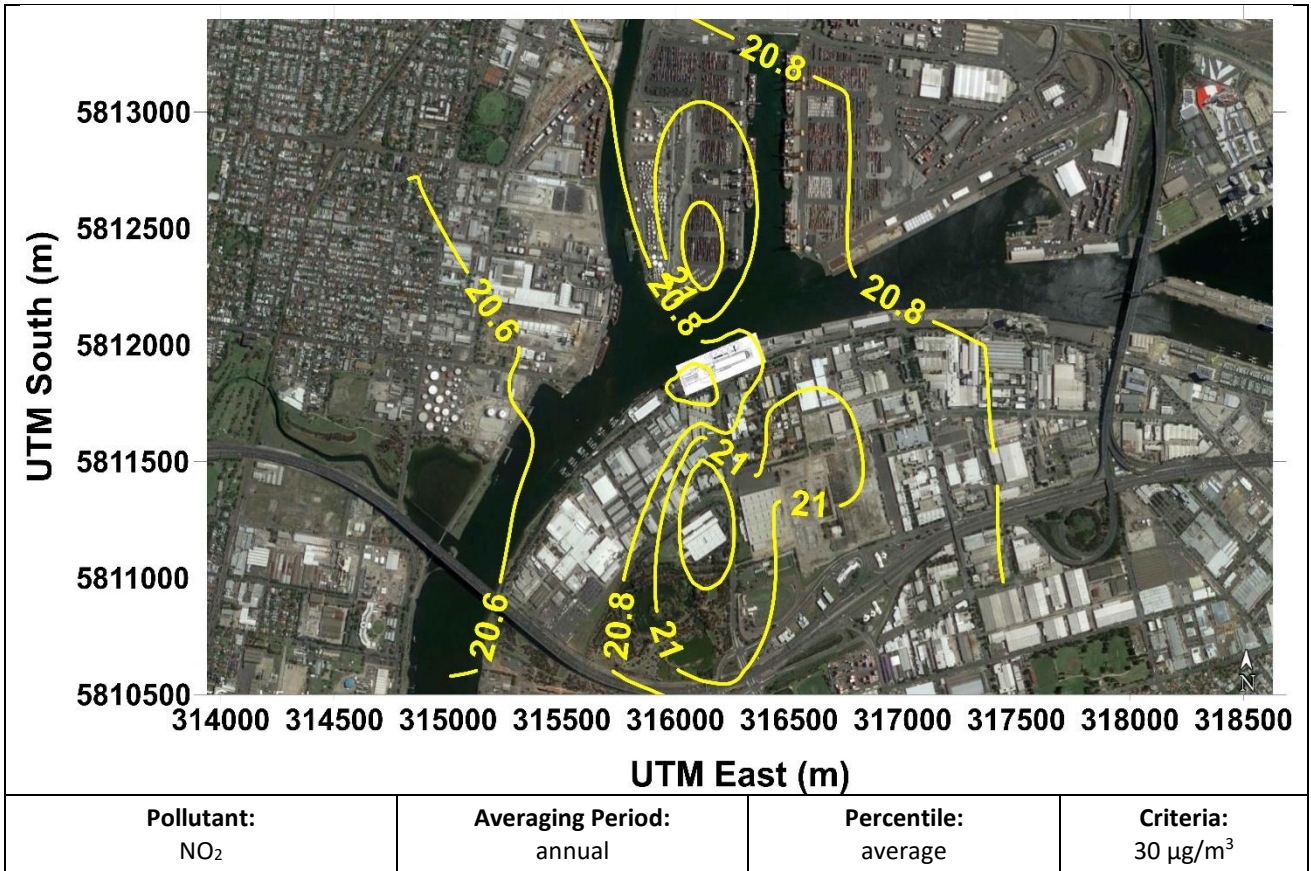 20.8
5813000
5812500
20.6
21
20.8
20.8
5812000
UTM South (m)
21
5811500
21
5811000
20.6
20.8
21
N
5810500
314000 314500 315000 315500 316000 316500 317000 317500 318000 318500
UTM East (m)
Pollutant: Averaging Period: Percentile: Criteria:
NO₂ annual average 30 µg/m³